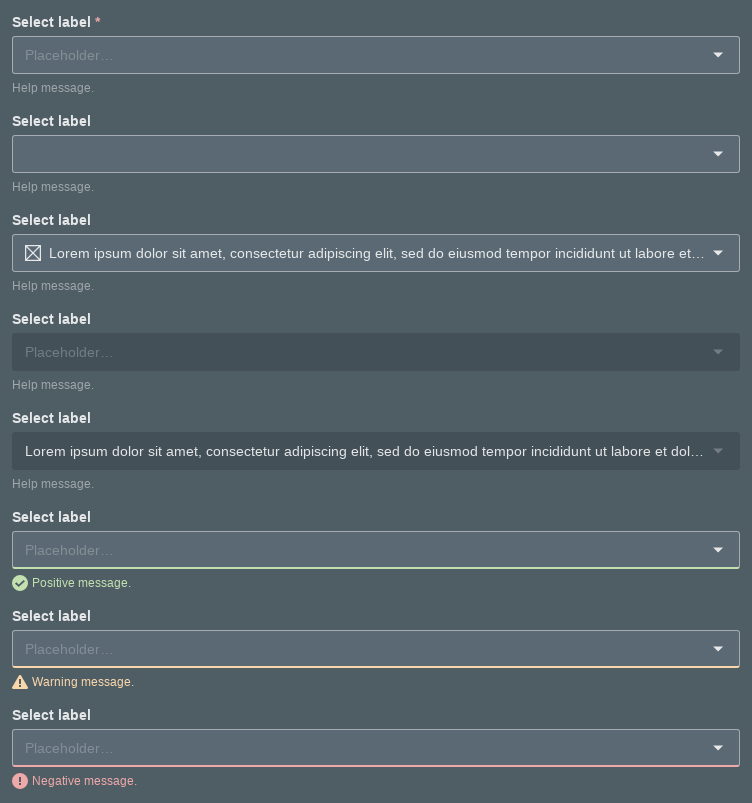 Select label *
Placeholder…
Help message.
Select label
Help message.
Select label
Lorem ipsum dolor sit amet, consectetur adipiscing elit, sed do eiusmod tempor incididunt ut labore et…
Help message.
Select label
Placeholder…
Help message.
Select label
Lorem ipsum dolor sit amet, consectetur adipiscing elit, sed do eiusmod tempor incididunt ut labore et dol…
Help message.
Select label
Placeholder…
Positive message.
Select label
Placeholder…
Warning message.
Select label
Placeholder…
Negative message.